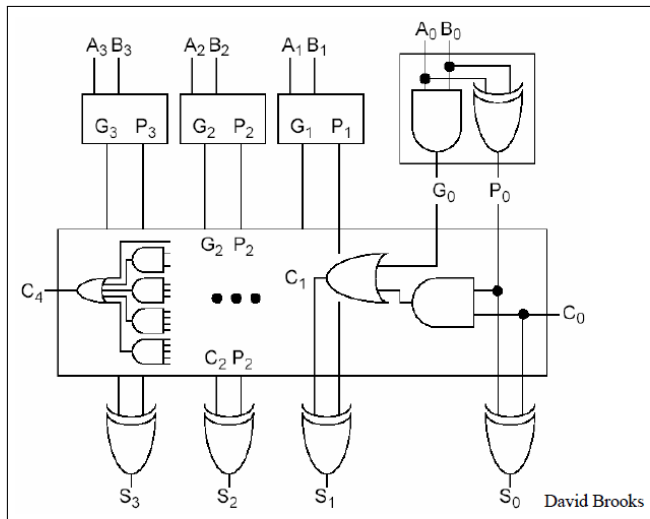 A3 B3 A2 B2 A1 B1 A0 B0
G3 P3 G2 P2 G1 P1
G0 P0
G2 P2
C4 C1 C0
C2 P2
S3 S2 S1 S0
David Brooks